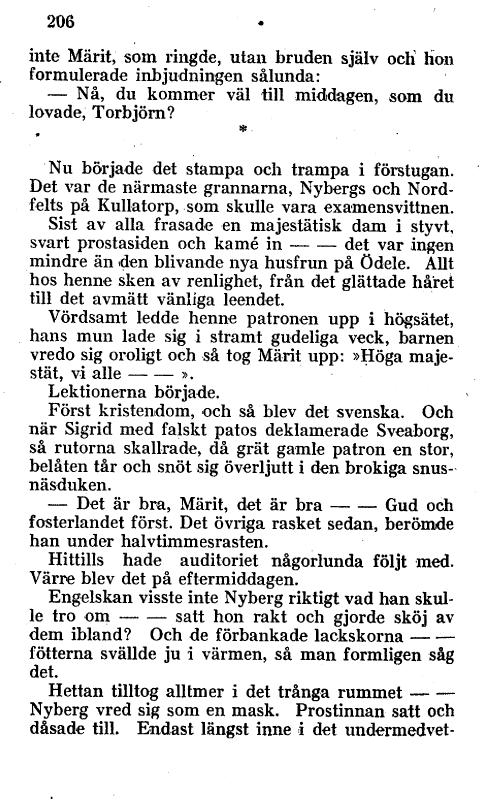 206
inte Märit, som ringde, utan bruden själv och hon
formulerade inbjudningen sålunda:
— Nå, du kommer väl till middagen, som du
lovade, Torbjörn?
*
Nu började det stampa och trampa i förstugan.
Det var de närmaste grannarna, Nybergs och Nord-
felts på Kullatorp, som skulle vara examensvittnen.
Sist av alla frasade en majestätisk dam i styvt,
svart prostasiden och kamé in — — det var ingen
mindre än den blivande nya husfrun på Ödele. Allt
hos henne sken av renlighet, från det glättade håret
till det avmätt vänliga leendet.
Vördsamt ledde henne patronen upp i högsätet,
hans mun lade sig i stramt gudeliga veck, barnen
vredo sig oroligt och så tog Märit upp: »Höga maje-
stät, vi alle — — ».
Lektionerna började.
Först kristendom, och så blev det svenska. Och
när Sigrid med falskt patos deklamerade Sveaborg,
så rutorna skallrade, då grät gamle patron en stor,
belåten tår och snöt sig överljutt i den brokiga snus-
näsduken.
— Det är bra, Märit, det är bra — — Gud och
fosterlandet först. Det övriga rasket sedan, berömde
han under halvtimmesrasten.
Hittills hade auditoriet någorlunda följt med.
Värre blev det på eftermiddagen.
Engelskan visste inte Nyberg riktigt vad han skul-
le tro om — — satt hon rakt och gjorde sköj av
dem ibland? Och de förbankade lackskorna — —
fötterna svällde ju i värmen, så man formligen såg
det.
Hettan tilltog alltmer i det trånga rummet — —
Nyberg vred sig som en mask. Prostinnan satt och
dåsade till. Endast längst inne i det undermedvet-